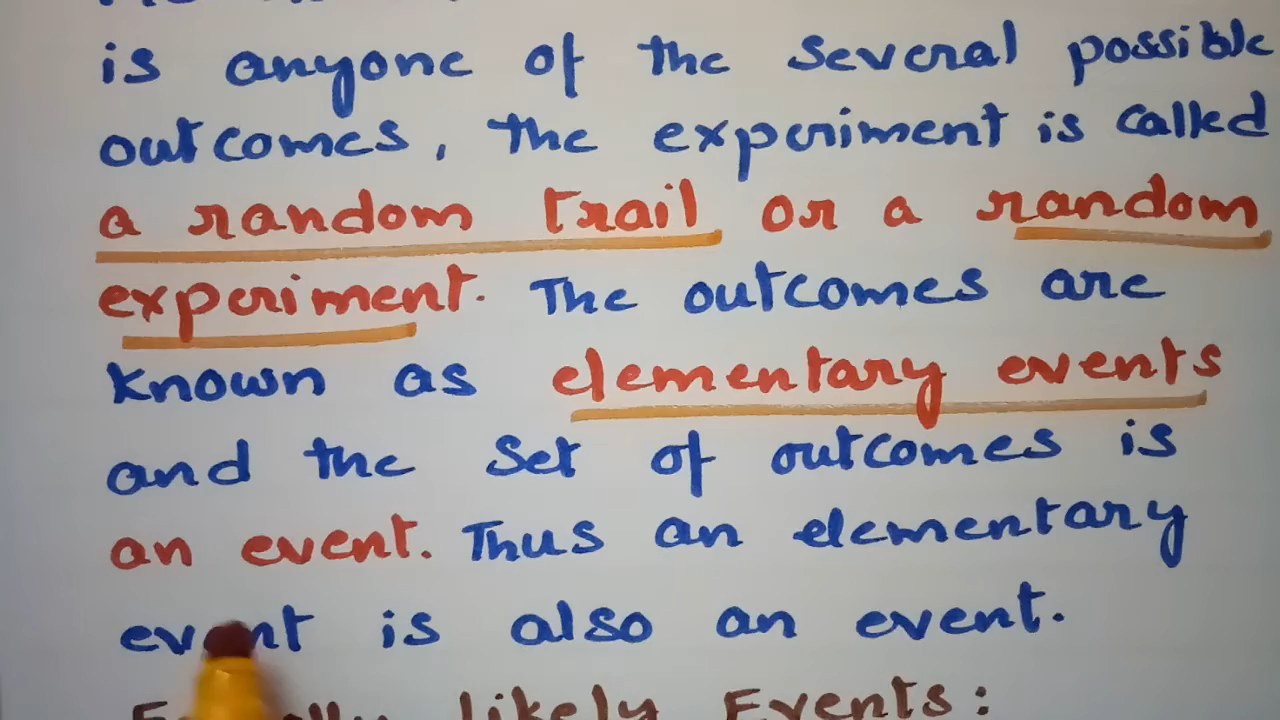 is anyone of the several possible
outcomes, the experiment is called
a random trail or a random
experiment. The outcomes are
known as elementary events
and the set of outcomes is
an event. Thus an elementary
event is also an event.
likely Events: